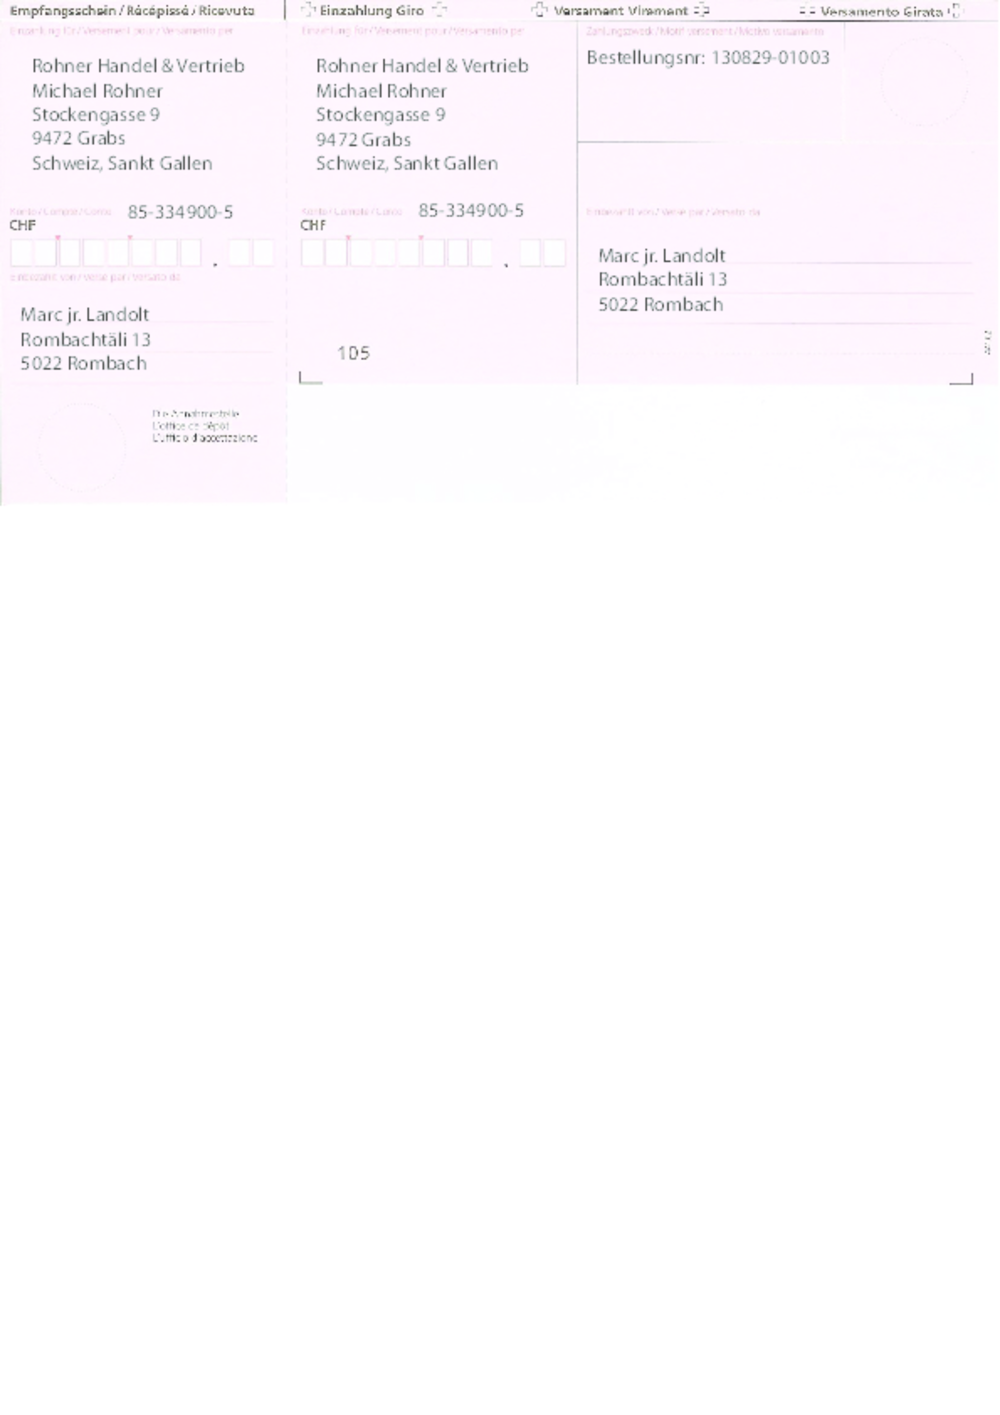 Empfangsschein / Récépissé / Ricevuta
Einzahlung für / Versement pour / Versamento per
Rohner Handel & Vertrieb
Michael Rohner
Stockengasse 9
9472 Grabs
Schweiz, Sankt Gallen
Konto / Compte / Conto 85-334900-5
CHF
.
Einbezahlt von / Versé par / Versato da
Marc jr. Landolt
Rombachtäli 13
5022 Rombach
Die Annahmestelle
L'office de dépôt
L'ufficio d'accettazione
Einzahlung Giro
Versement Virement
Versamento Girata
Einzahlung für / Versement pour / Versamento per
Rohner Handel & Vertrieb
Michael Rohner
Stockengasse 9
9472 Grabs
Schweiz, Sankt Gallen
Konto / Compte / Conto 85-334900-5
CHF
.
105
Zahlungszweck / Motif versement / Motivo versamento
Bestellungsnr: 130829-01003
Einbezahlt von / Versé par / Versato da
Marc jr. Landolt
Rombachtäli 13
5022 Rombach